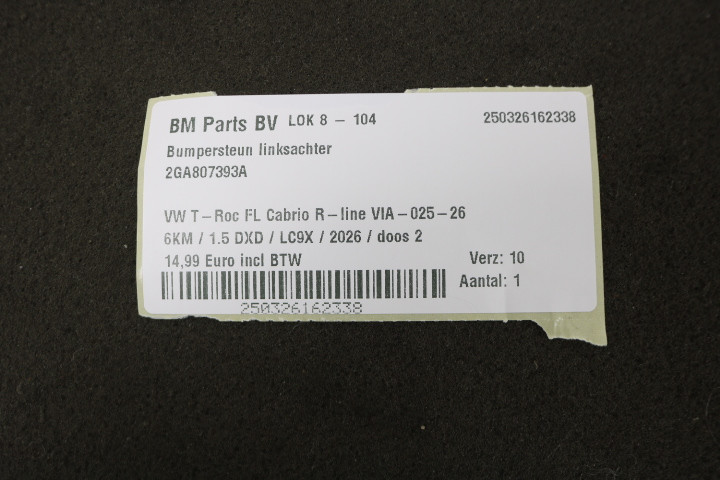 BM Parts BV LOK 8 - 104 250326162338
Bumpersteun linksachter
2GA807393A
VW T-Roc FL Cabrio R-line VIA-025-26
6KM / 1.5 DXD / LC9X / 2026 / doos 2
14,99 Euro incl BTW Verz: 10
Aantal: 1
250326162338